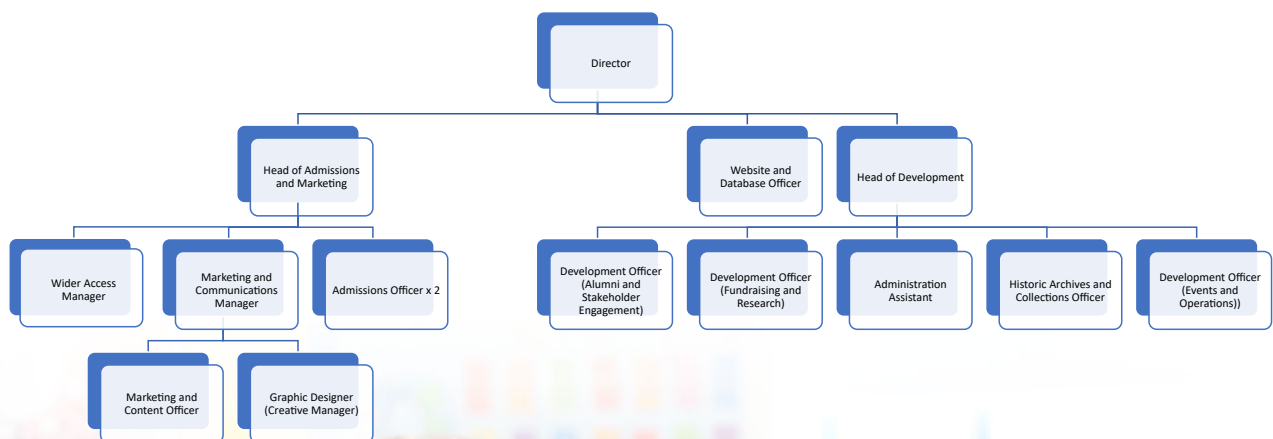 Director
Head of Admissions
and Marketing
Website and
Database Officer
Head of Development
Wider Access
Manager
Marketing and
Communications
Manager
Admissions Officer x 2
Development Officer
(Alumni and
Stakeholder
Engagement)
Development Officer
(Fundraising and
Research)
Administration
Assistant
Historic Archives and
Collections Officer
Development Officer
(Events and
Operations))
Marketing and
Content Officer
Graphic Designer
(Creative Manager)